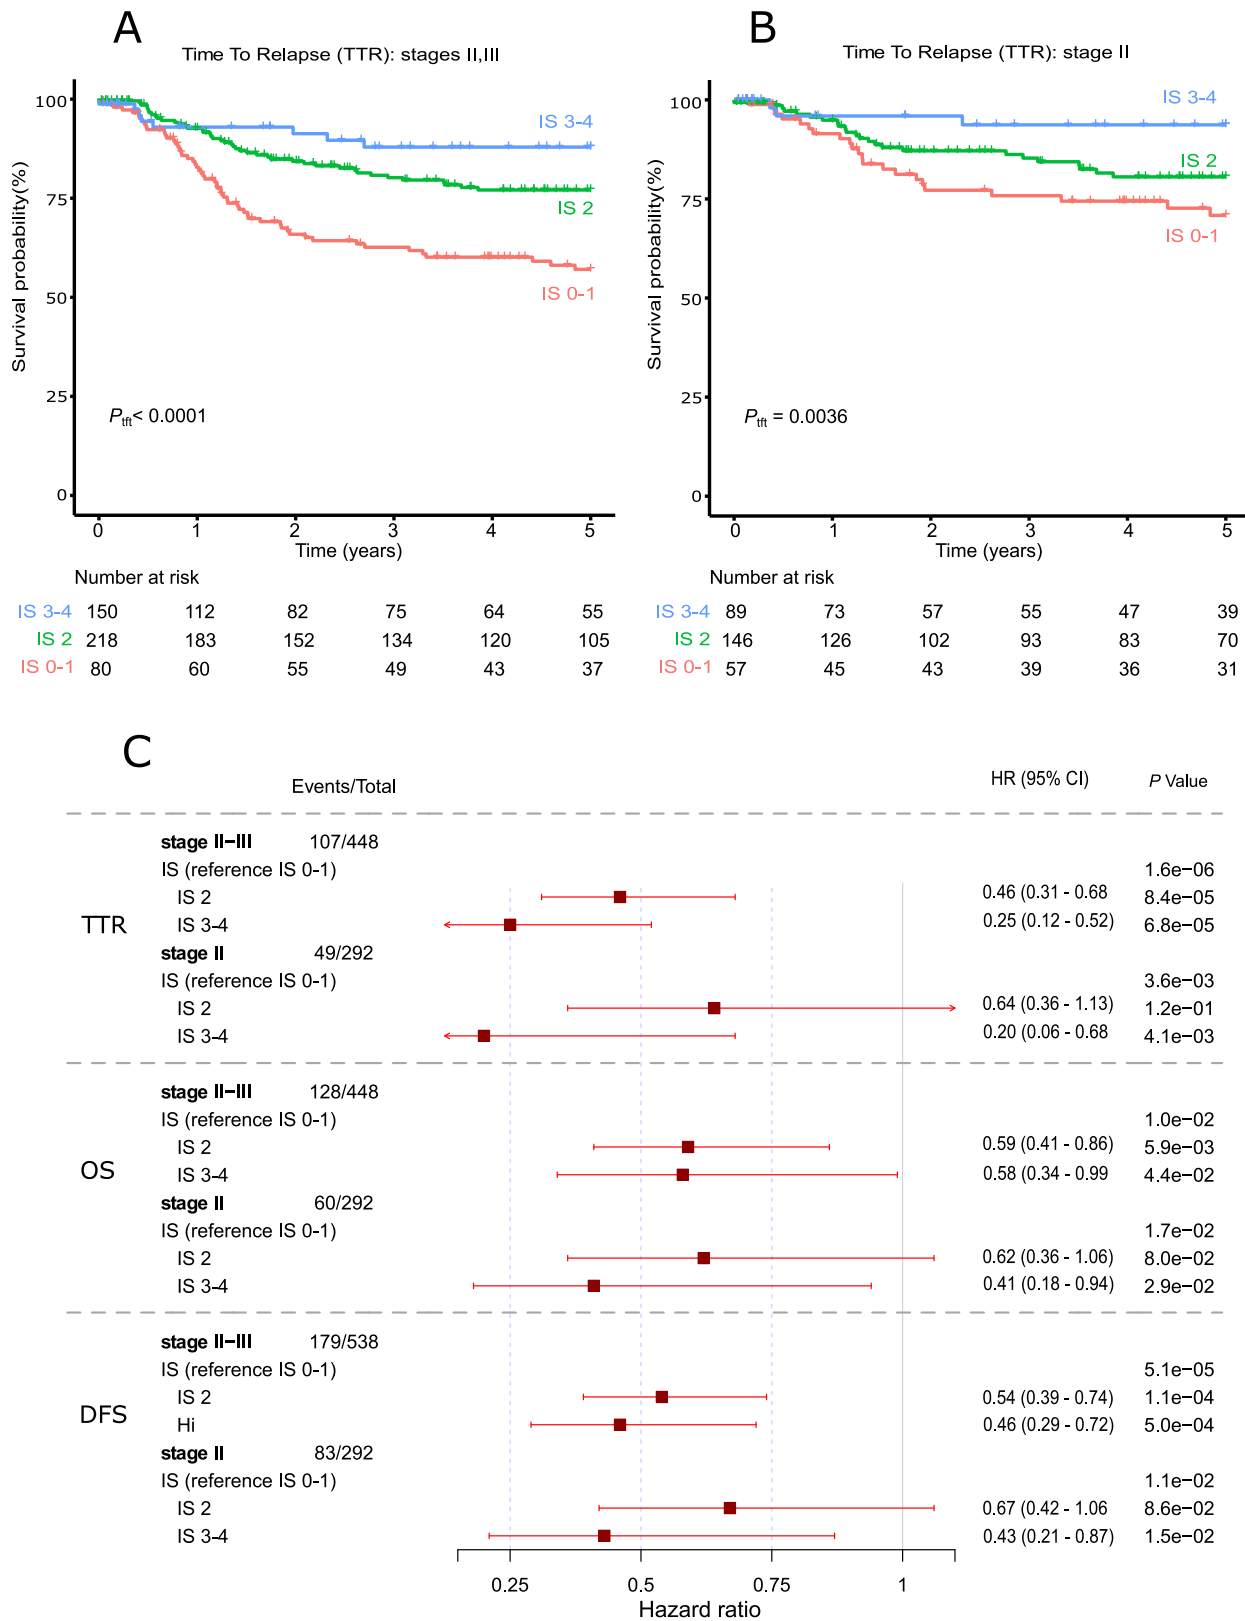 A
Time To Relapse (TTR): stages II,III
Survival probability(%)
100
75
50
25
0
IS 3-4
IS 2
IS 0-1
P tft < 0.0001
0 1 2 3 4 5
Time (years)
Number at risk
IS 3-4 150 112 82 75 64 55
IS 2 218 183 152 134 120 105
IS 0-1 80 60 55 49 43 37
B
Time To Relapse (TTR): stage II
Survival probability(%)
100
75
50
25
0
IS 3-4
IS 2
IS 0-1
P tft = 0.0036
0 1 2 3 4 5
Time (years)
Number at risk
IS 3-4 89 73 57 55 47 39
IS 2 146 126 102 93 83 70
IS 0-1 57 45 43 39 36 31
C
Events/Total HR (95% CI) P Value
TTR
stage II−III 107/448
IS (reference IS 0-1) 1.6e−06
IS 2 0.46 (0.31 - 0.68 8.4e−05
IS 3-4 0.25 (0.12 - 0.52) 6.8e−05
stage II 49/292
IS (reference IS 0-1) 3.6e−03
IS 2 0.64 (0.36 - 1.13) 1.2e−01
IS 3-4 0.20 (0.06 - 0.68 4.1e−03
OS
stage II−III 128/448
IS (reference IS 0-1) 1.0e−02
IS 2 0.59 (0.41 - 0.86) 5.9e−03
IS 3-4 0.58 (0.34 - 0.99 4.4e−02
stage II 60/292
IS (reference IS 0-1) 1.7e−02
IS 2 0.62 (0.36 - 1.06) 8.0e−02
IS 3-4 0.41 (0.18 - 0.94) 2.9e−02
DFS
stage II−III 179/538
IS (reference IS 0-1) 5.1e−05
IS 2 0.54 (0.39 - 0.74) 1.1e−04
Hi 0.46 (0.29 - 0.72) 5.0e−04
stage II 83/292
IS (reference IS 0-1) 1.1e−02
IS 2 0.67 (0.42 - 1.06 8.6e−02
IS 3-4 0.43 (0.21 - 0.87) 1.5e−02
0.25 0.5 0.75 1
Hazard ratio